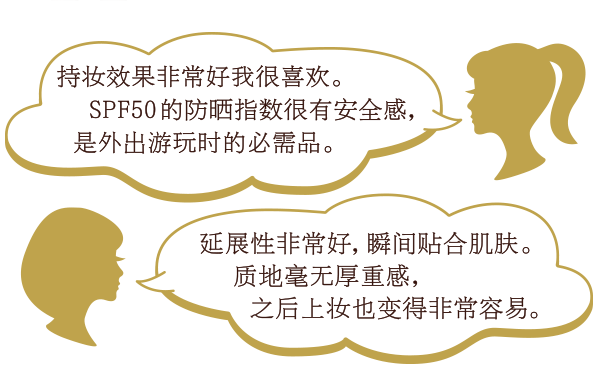 持妆效果非常好我很喜欢。
SPF50的防晒指数很有安全感，
是外出游玩时的必需品。
延展性非常好，瞬间贴合肌肤。
质地毫无厚重感，
之后上妆也变得非常容易。